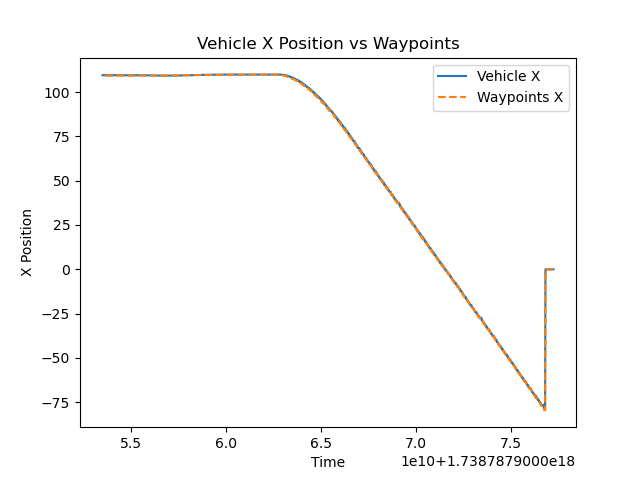 Vehicle X Position vs Waypoints
Vehicle X
Waypoints X
X Position
100
75
50
25
0
−25
−50
−75
5.5 6.0 6.5 7.0 7.5
Time
1e10+1.7387879000e18